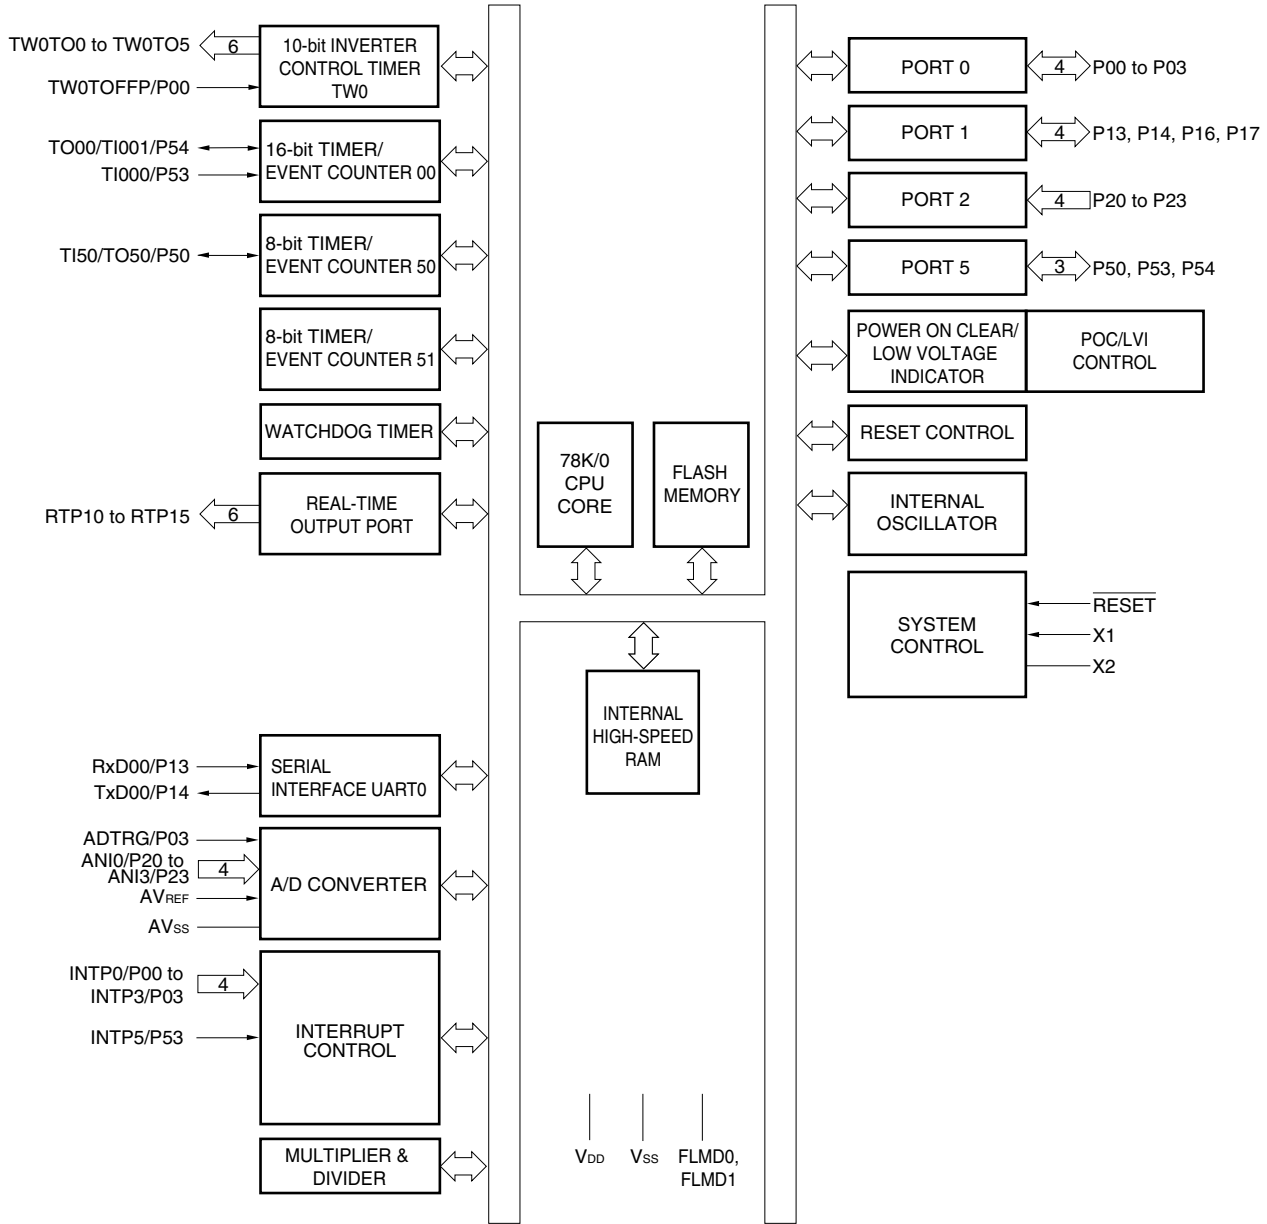 TW0TO0 to TW0TO5
6
10-bit INVERTER
CONTROL TIMER
TW0
TW0TOFFP/P00
TO00/TI001/P54
TI000/P53
16-bit TIMER/
EVENT COUNTER 00
TI50/TO50/P50
8-bit TIMER/
EVENT COUNTER 50
8-bit TIMER/
EVENT COUNTER 51
WATCHDOG TIMER
RTP10 to RTP15
6
REAL-TIME
OUTPUT PORT
RxD00/P13
TxD00/P14
SERIAL
INTERFACE UART0
ADTRG/P03
ANI0/P20 to
ANI3/P23
4
AVREF
AVSS
A/D CONVERTER
INTP0/P00 to
INTP3/P03
4
INTP5/P53
INTERRUPT
CONTROL
MULTIPLIER &
DIVIDER
78K/0
CPU
CORE
FLASH
MEMORY
INTERNAL
HIGH-SPEED
RAM
VDD
VSS
FLMD0,
FLMD1
PORT 0
4
P00 to P03
PORT 1
4
P13, P14, P16, P17
PORT 2
4
P20 to P23
PORT 5
3
P50, P53, P54
POWER ON CLEAR/
LOW VOLTAGE
INDICATOR
POC/LVI
CONTROL
RESET CONTROL
INTERNAL
OSCILLATOR
SYSTEM
CONTROL
RESET
X1
X2